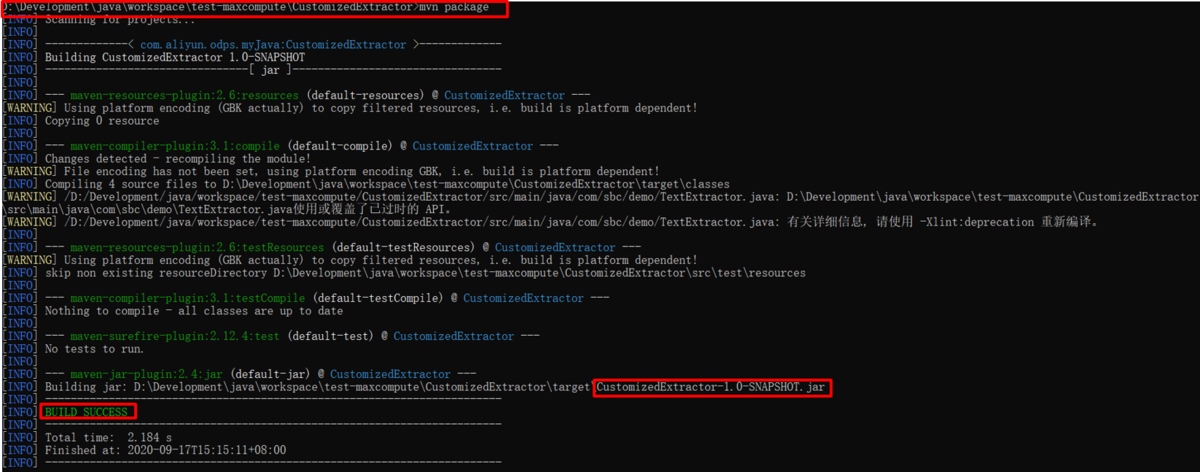 D:\Development\java\workspace\test-maxcompute\CustomizedExtractor>mvn package
[INFO] Scanning for projects...
[INFO]
[INFO] -------------< com.aliyun.odps.myJava:CustomizedExtractor >-------------
[INFO] Building CustomizedExtractor 1.0-SNAPSHOT
[INFO] --------------------------------[ jar ]---------------------------------
[INFO]
[INFO] --- maven-resources-plugin:2.6:resources (default-resources) @ CustomizedExtractor ---
[WARNING] Using platform encoding (GBK actually) to copy filtered resources, i.e. build is platform dependent!
[INFO] Copying 0 resource
[INFO]
[INFO] --- maven-compiler-plugin:3.1:compile (default-compile) @ CustomizedExtractor ---
[INFO] Changes detected - recompiling the module!
[WARNING] File encoding has not been set, using platform encoding GBK, i.e. build is platform dependent!
[INFO] Compiling 4 source files to D:\Development\java\workspace\test-maxcompute\CustomizedExtractor\target\classes
[WARNING] /D:/Development/java/workspace/test-maxcompute/CustomizedExtractor/src/main/java/com/sbc/demo/TextExtractor.java: D:\Development\java\workspace\test-maxcompute\CustomizedExtractor
\src\main\java\com\sbc\demo\TextExtractor.java使用或覆盖了已过时的 API。
[WARNING] /D:/Development/java/workspace/test-maxcompute/CustomizedExtractor/src/main/java/com/sbc/demo/TextExtractor.java: 有关详细信息, 请使用 -Xlint:deprecation 重新编译。
[INFO]
[INFO] --- maven-resources-plugin:2.6:testResources (default-testResources) @ CustomizedExtractor ---
[WARNING] Using platform encoding (GBK actually) to copy filtered resources, i.e. build is platform dependent!
[INFO] skip non existing resourceDirectory D:\Development\java\workspace\test-maxcompute\CustomizedExtractor\src\test\resources
[INFO]
[INFO] --- maven-compiler-plugin:3.1:testCompile (default-testCompile) @ CustomizedExtractor ---
[INFO] Nothing to compile - all classes are up to date
[INFO]
[INFO] --- maven-surefire-plugin:2.12.4:test (default-test) @ CustomizedExtractor ---
[INFO] No tests to run.
[INFO]
[INFO] --- maven-jar-plugin:2.4:jar (default-jar) @ CustomizedExtractor ---
[INFO] Building jar: D:\Development\java\workspace\test-maxcompute\CustomizedExtractor\target\CustomizedExtractor-1.0-SNAPSHOT.jar
[INFO] ------------------------------------------------------------------------
[INFO] BUILD SUCCESS
[INFO] ------------------------------------------------------------------------
[INFO] Total time:  2.184 s
[INFO] Finished at: 2020-09-17T15:15:11+08:00
[INFO] ------------------------------------------------------------------------